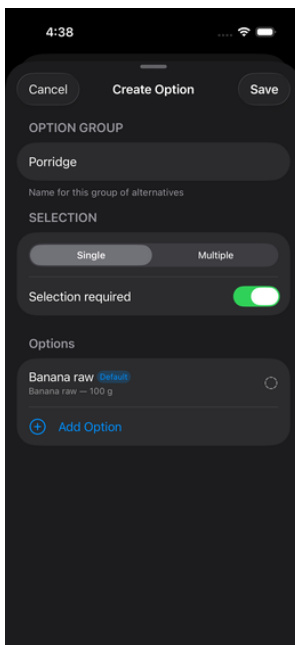 4:38
Cancel
Create Option
Save
OPTION GROUP
Porridge
Name for this group of alternatives
SELECTION
Single
Multiple
Selection required
Options
Banana raw Default
Banana raw — 100 g
Add Option